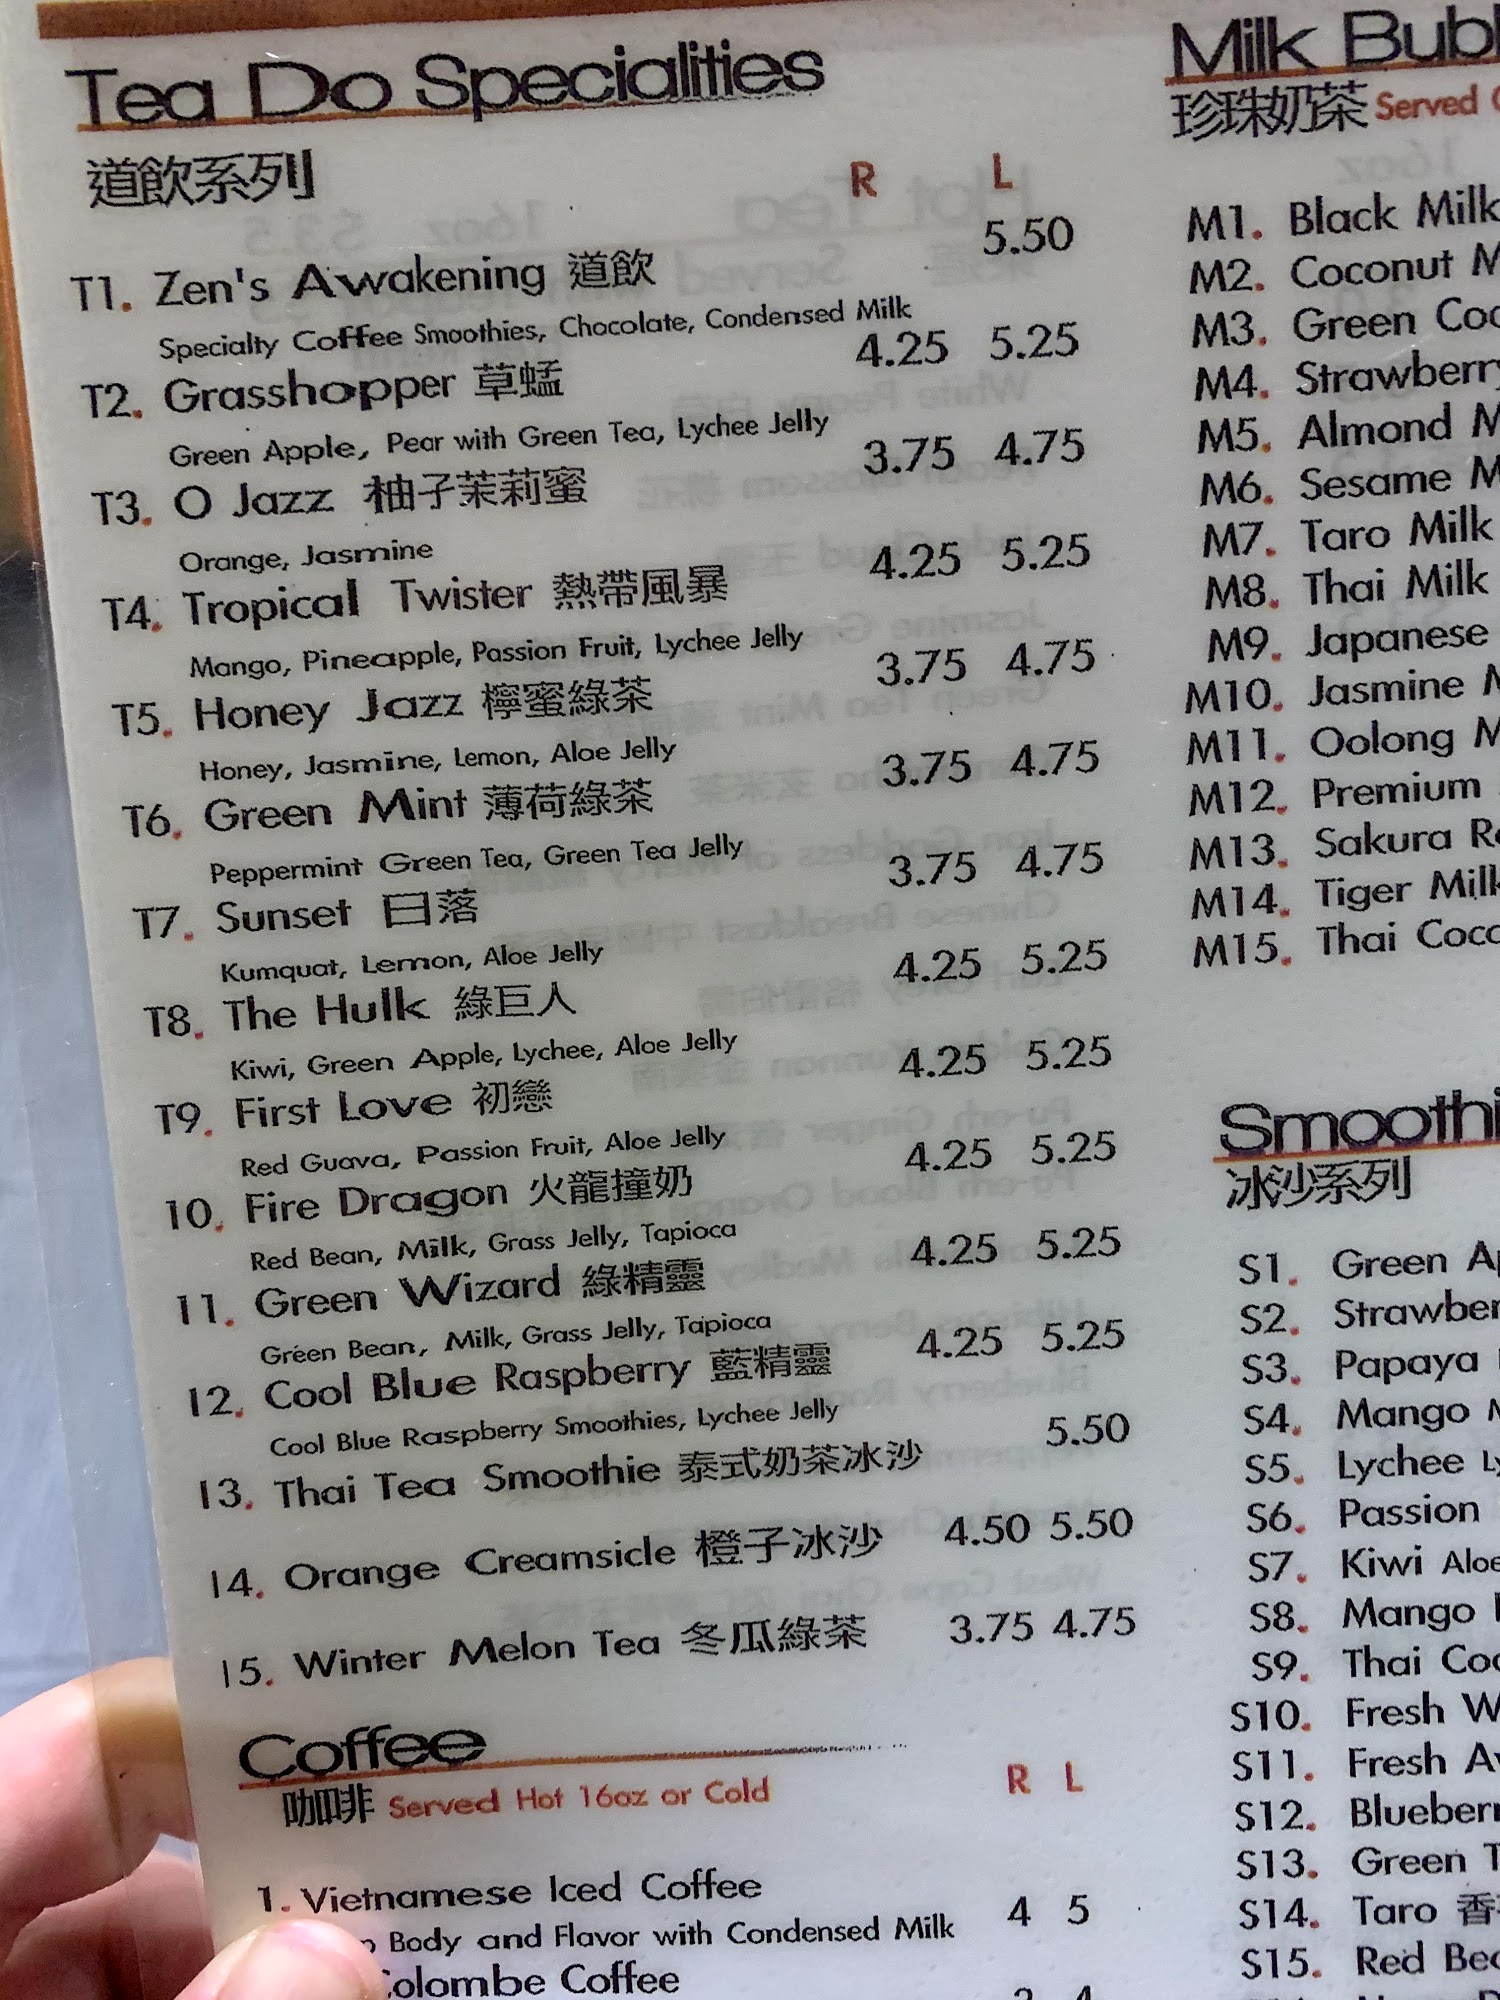 Tea Do Specialities
道飲系列
R L
5.50
T1. Zen's Awakening 道飲
Specialty Coffee Smoothies, Chocolate, Condensed Milk
4.25 5.25
T2. Grasshopper 草蜢
Green Apple, Pear with Green Tea, Lychee Jelly
3.75 4.75
T3. O Jazz 柚子茉莉蜜
Orange, Jasmine
4.25 5.25
T4. Tropical Twister 熱帶風暴
Mango, Pineapple, Passion Fruit, Lychee Jelly
3.75 4.75
T5. Honey Jazz 檸蜜綠茶
Honey, Jasmine, Lemon, Aloe Jelly
3.75 4.75
T6. Green Mint 薄荷綠茶
Peppermint Green Tea, Green Tea Jelly
3.75 4.75
T7. Sunset 日落
Kumquat, Lemon, Aloe Jelly
4.25 5.25
T8. The Hulk 綠巨人
Kiwi, Green Apple, Lychee, Aloe Jelly
4.25 5.25
T9. First Love 初戀
Red Guava, Passion Fruit, Aloe Jelly
4.25 5.25
10. Fire Dragon 火龍撞奶
Red Bean, Milk, Grass Jelly, Tapioca
4.25 5.25
11. Green Wizard 綠精靈
Green Bean, Milk, Grass Jelly, Tapioca
4.25 5.25
12. Cool Blue Raspberry 藍精靈
Cool Blue Raspberry Smoothies, Lychee Jelly
5.50
13. Thai Tea Smoothie 泰式奶茶冰沙
14. Orange Creamsicle 橙子冰沙 4.50 5.50
15. Winter Melon Tea 冬瓜綠茶 3.75 4.75
Coffee
咖啡 Served Hot 16oz or Cold
R L
1. Vietnamese Iced Coffee
4 5
Body and Flavor with Condensed Milk
Colombe Coffee
Milk
珍珠奶茶 Served
M1. Black Milk
M2. Coconut
M3. Green
M4. Strawberry
M5. Almond
M6. Sesame
M7. Taro Milk
M8. Thai Milk
M9. Japanese
M10. Jasmine
M11. Oolong
M12. Premium
M13. Sakura
M14. Tiger Milk
M15. Thai
冰沙系列
S1. Green
S2.
S3. Papaya
S4. Mango
S5. Lychee
S6. Passion
S7. Kiwi Aloe
S8. Mango
S9. Thai
S10. Fresh
S11. Fresh
S12.
S13. Green
S14. Taro 香
S15. Red